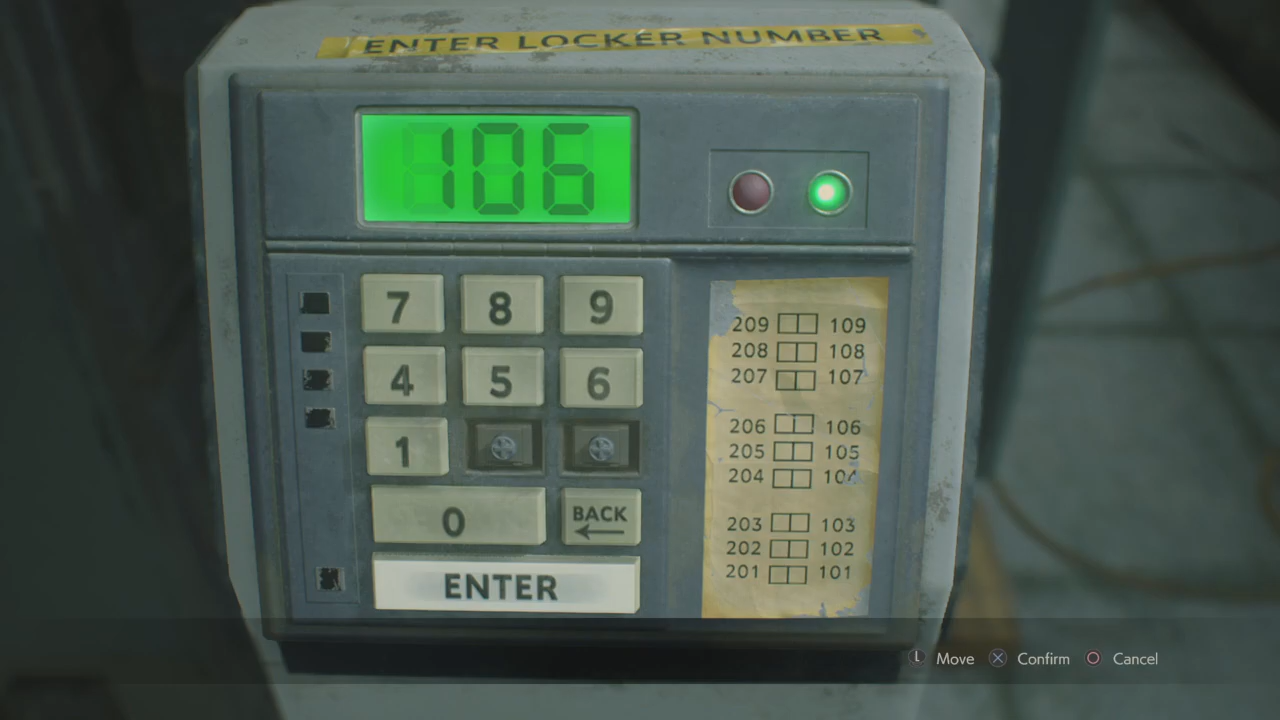 ENTER LOCKER NUMBER
106
7 8 9
4 5 6
1
0 BACK
ENTER
209 109
208 108
207 107
206 106
205 105
204 104
203 103
202 102
201 101
L Move Confirm Cancel